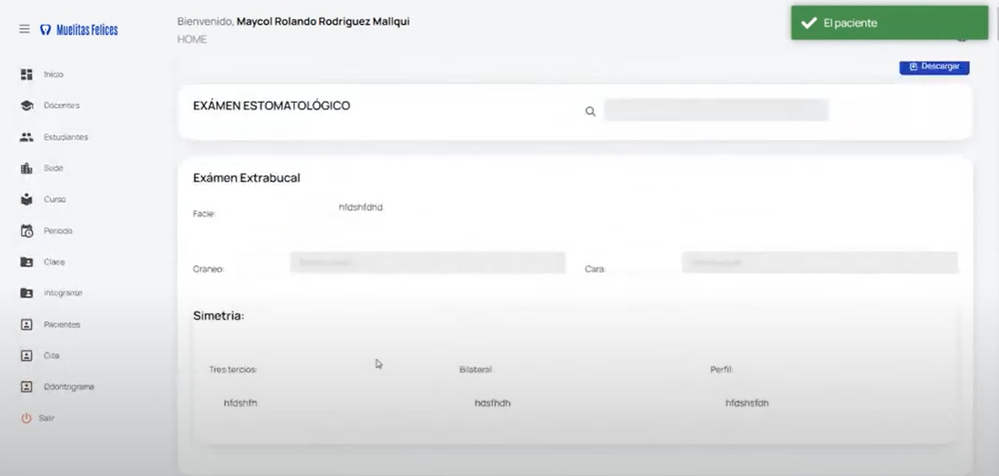 Muelitas Felices
Bienvenido, Maycol Rolando Rodriguez Mallqui
HOME
El paciente
Descargar
Inicio
Docentes
Estudiantes
Sede
Curso
Periodo
Clase
Integrante
Pacientes
Cita
Odontograma
Salir
EXÁMEN ESTOMATOLÓGICO
Exámen Extrabucal
Facie:
hfdshfdhd
Craneo:
Cara:
Simetria:
Tres tercios: Bilateral: Perfil:
hfdshfh hdsfhdh hfdshsfdh